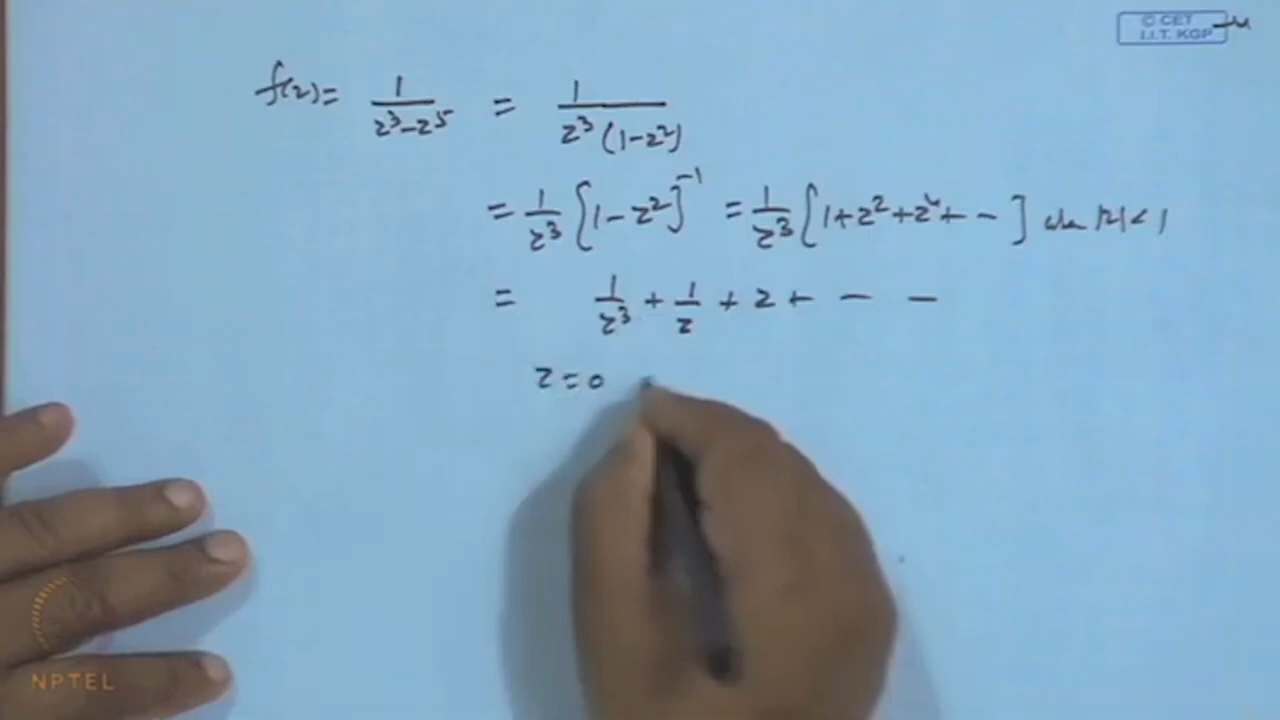 © CET
I.I.T. KGP
f(z) = 1/(z³-z⁵) = 1/(z³(1-z²))
= 1/z³ [1-z²]⁻¹ = 1/z³ [1+z²+z⁴+ - ] when |z| < 1
= 1/z³ + 1/z + z + - -
z = 0
NPTEL